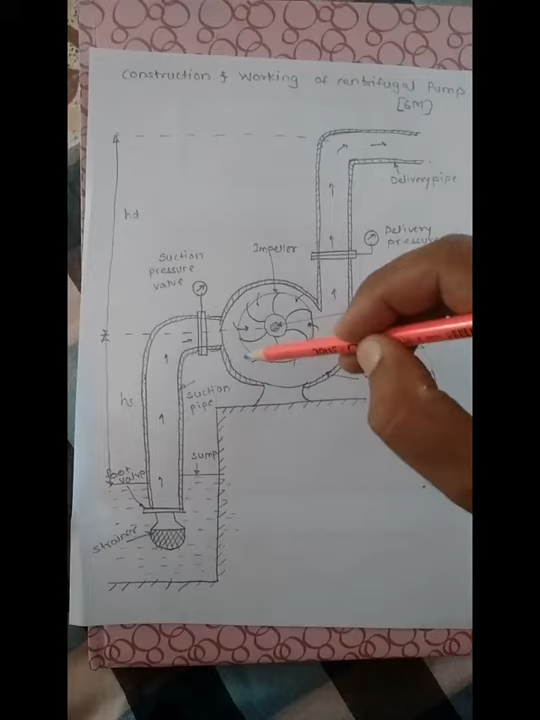 Construction & Working of centrifugal Pump
[6M]
hd
Delivery pipe
Suction
pressure
valve
Impeller
Delivery
hs
Suction
pipe
sump
foot
valve
strainer